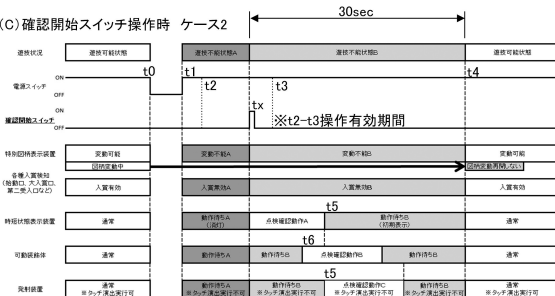 (C)確認開始スイッチ操作時 ケース2
30sec
遊技状況
遊技可能状態
遊技不能状態A
遊技不能状態B
遊技可能状態
t0
t1
t2
t3
t4
電源スイッチ
ON
OFF
tx
ON
確認開始スイッチ
OFF
※t2-t3操作有効期間
特別図柄表示装置
変動可能
変動不能A
変動不能B
変動可能
図柄変動中
図柄変動再開しない
各種入賞検知
(始動口、大入賞口、
第二受入口など)
入賞有効
入賞無効A
入賞無効B
入賞有効
t5
時短状態表示装置
通常
動作待ちA
(消灯)
点検確認動作A
動作待ちB
(初期表示)
通常
t6
可動装飾体
通常
動作待ちA
動作待ちB
点検確認動作B
動作待ちB
通常
t5
発射装置
通常
※タッチ演出実行可
動作待ちA
※タッチ演出実行不可
動作待ちB
※タッチ演出実行不可
点検確認動作C
※タッチ演出実行不可
動作待ちB
※タッチ演出実行不可
通常
※タッチ演出実行可